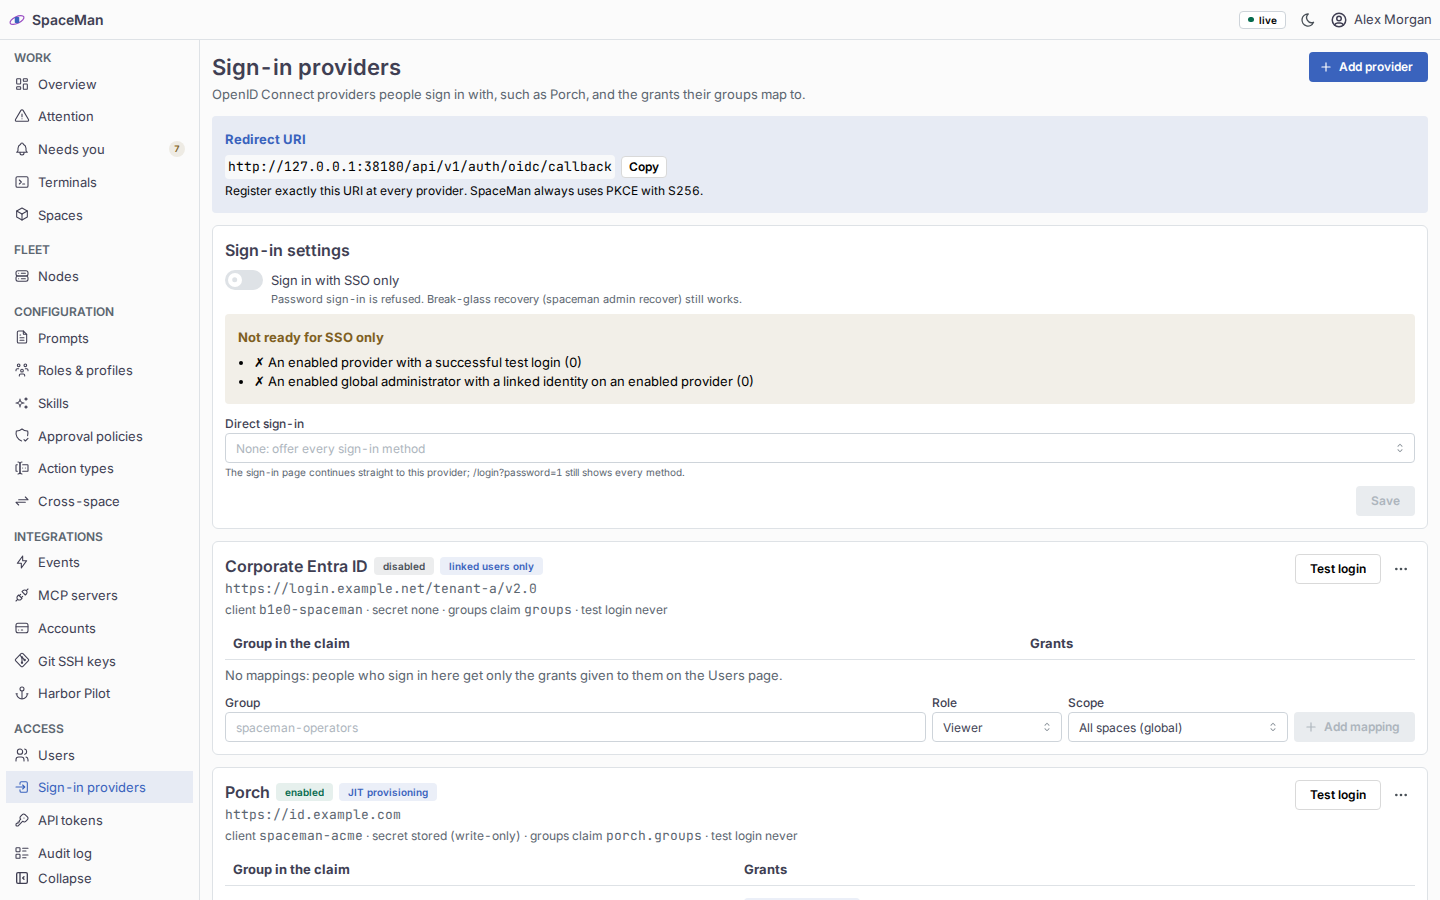 SpaceMan
live
Alex Morgan
WORK
Overview
Attention
Needs you
7
Terminals
Spaces
FLEET
Nodes
CONFIGURATION
Prompts
Roles & profiles
Skills
Approval policies
Action types
Cross-space
INTEGRATIONS
Events
MCP servers
Accounts
Git SSH keys
Harbor Pilot
ACCESS
Users
Sign-in providers
API tokens
Audit log
Collapse
Sign-in providers
Add provider
OpenID Connect providers people sign in with, such as Porch, and the grants their groups map to.
Redirect URI
http://127.0.0.1:38180/api/v1/auth/oidc/callback
Copy
Register exactly this URI at every provider. SpaceMan always uses PKCE with S256.
Sign-in settings
Sign in with SSO only
Password sign-in is refused. Break-glass recovery (spaceman admin recover) still works.
Not ready for SSO only
• ✗ An enabled provider with a successful test login (0)
• ✗ An enabled global administrator with a linked identity on an enabled provider (0)
Direct sign-in
None: offer every sign-in method
The sign-in page continues straight to this provider; /login?password=1 still shows every method.
Save
Corporate Entra ID
disabled
linked users only
Test login
https://login.example.net/tenant-a/v2.0
client b1e0-spaceman · secret none · groups claim groups · test login never
Group in the claim
Grants
No mappings: people who sign in here get only the grants given to them on the Users page.
Group
Role
Scope
spaceman-operators
Viewer
All spaces (global)
Add mapping
Porch
enabled
JIT provisioning
Test login
https://id.example.com
client spaceman-acme · secret stored (write-only) · groups claim porch.groups · test login never
Group in the claim
Grants